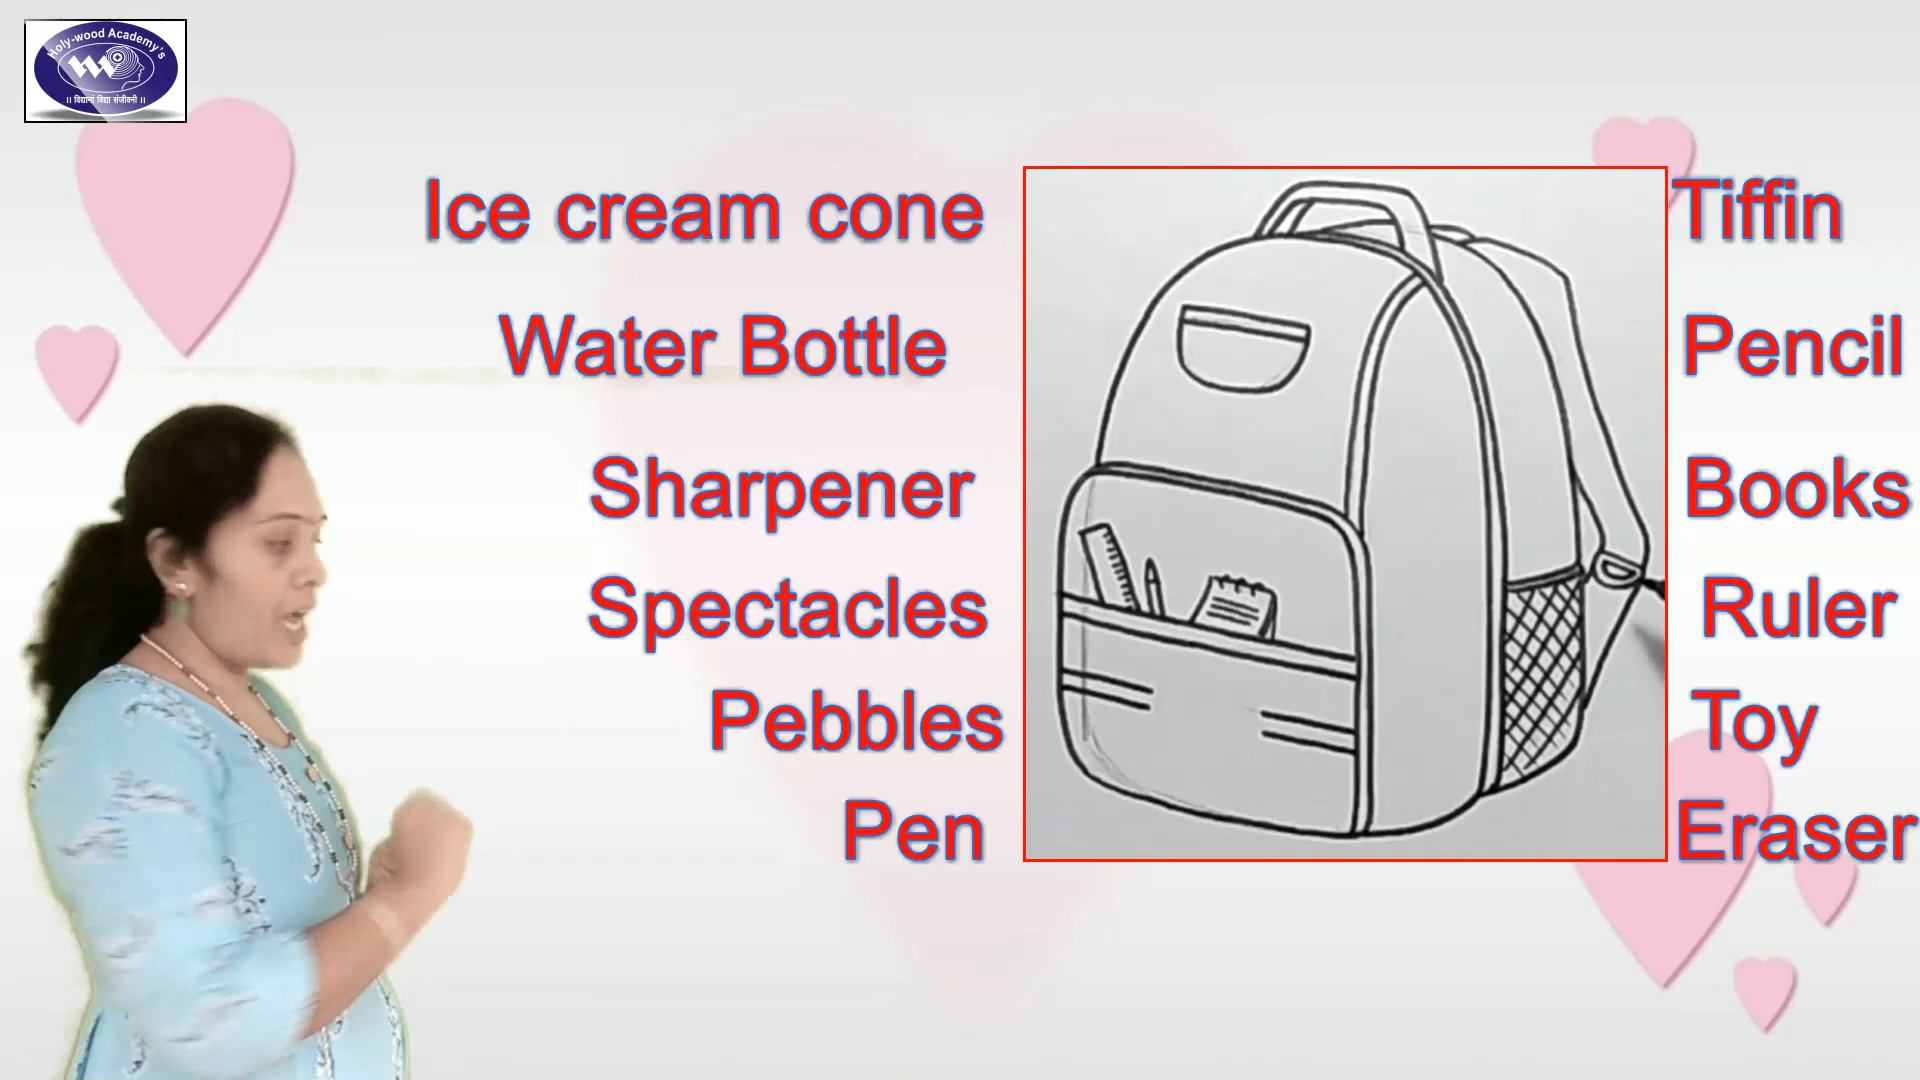 Holy-wood Academy's
।। विद्यानां विद्या संजीवनी ।।
Ice cream cone
Tiffin
Water Bottle
Pencil
Sharpener
Books
Spectacles
Ruler
Pebbles
Toy
Pen
Eraser